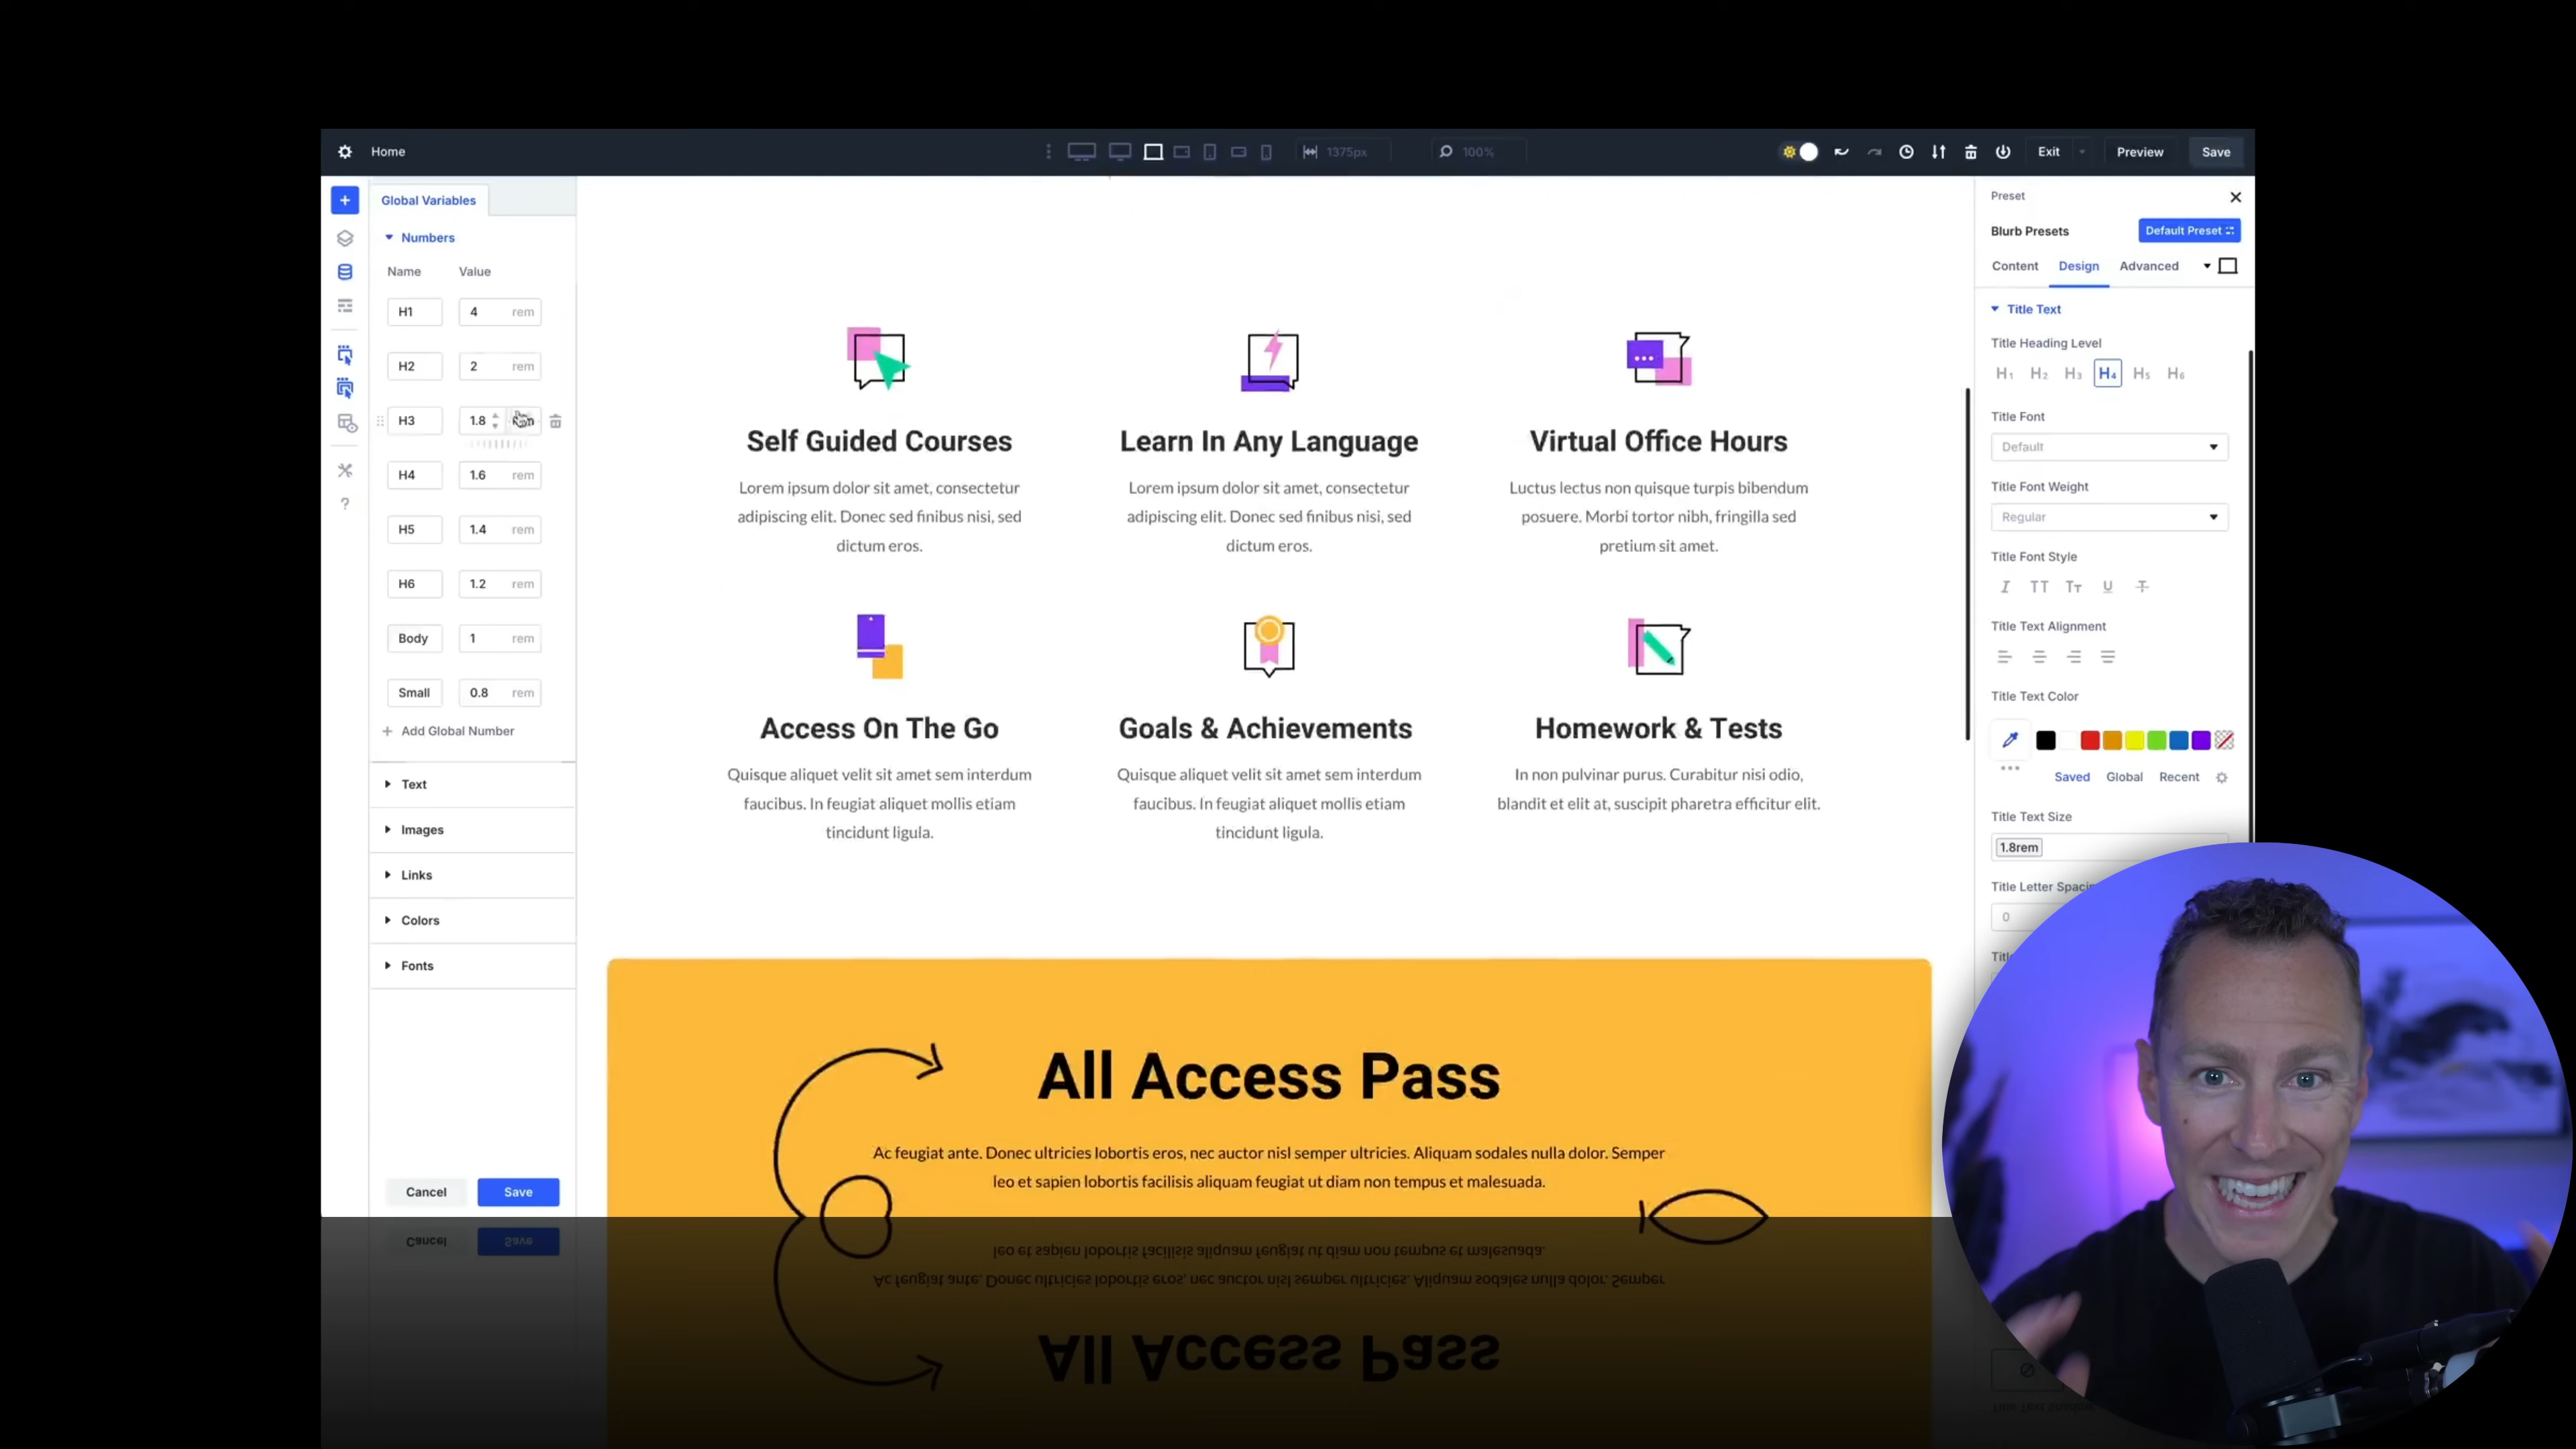 Home
1375px
100%
Exit
Preview
Save
Global Variables
Numbers
Name Value
H1 4 rem
H2 2 rem
H3 1.8
H4 1.6 rem
H5 1.4 rem
H6 1.2 rem
Body 1 rem
Small 0.8 rem
+ Add Global Number
Text
Images
Links
Colors
Fonts
Cancel
Save
Self Guided Courses
Lorem ipsum dolor sit amet, consectetur
adipiscing elit. Donec sed finibus nisi, sed
dictum eros.
Learn In Any Language
Lorem ipsum dolor sit amet, consectetur
adipiscing elit. Donec sed finibus nisi, sed
dictum eros.
Virtual Office Hours
Luctus lectus non quisque turpis bibendum
posuere. Morbi tortor nibh, fringilla sed
pretium sit amet.
Access On The Go
Quisque aliquet velit sit amet sem interdum
faucibus. In feugiat aliquet mollis etiam
tincidunt ligula.
Goals & Achievements
Quisque aliquet velit sit amet sem interdum
faucibus. In feugiat aliquet mollis etiam
tincidunt ligula.
Homework & Tests
In non pulvinar purus. Curabitur nisi odio,
blandit et elit at, suscipit pharetra efficitur elit.
All Access Pass
Ac feugiat ante. Donec ultricies lobortis eros, nec auctor nisl semper ultricies. Aliquam sodales nulla dolor. Semper
leo et sapien lobortis facilisis aliquam feugiat ut diam non tempus et malesuada.
Preset
Blurb Presets
Default Preset
Content Design Advanced
Title Text
Title Heading Level
H1 H2 H3 H4 H5 H6
Title Font
Default
Title Font Weight
Regular
Title Font Style
I TT Tт U T
Title Text Alignment
Title Text Color
Saved Global Recent
Title Text Size
1.8rem
Title Letter
0